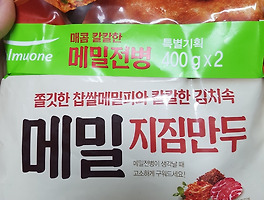 Imuone
매콤 칼칼한
메밀전병
특별기획
400 g × 2
쫄깃한 찹쌀메밀피와 칼칼한 김치속
메밀 지짐만두
메밀전병이 생각날 때
고소하게 구워드세요!